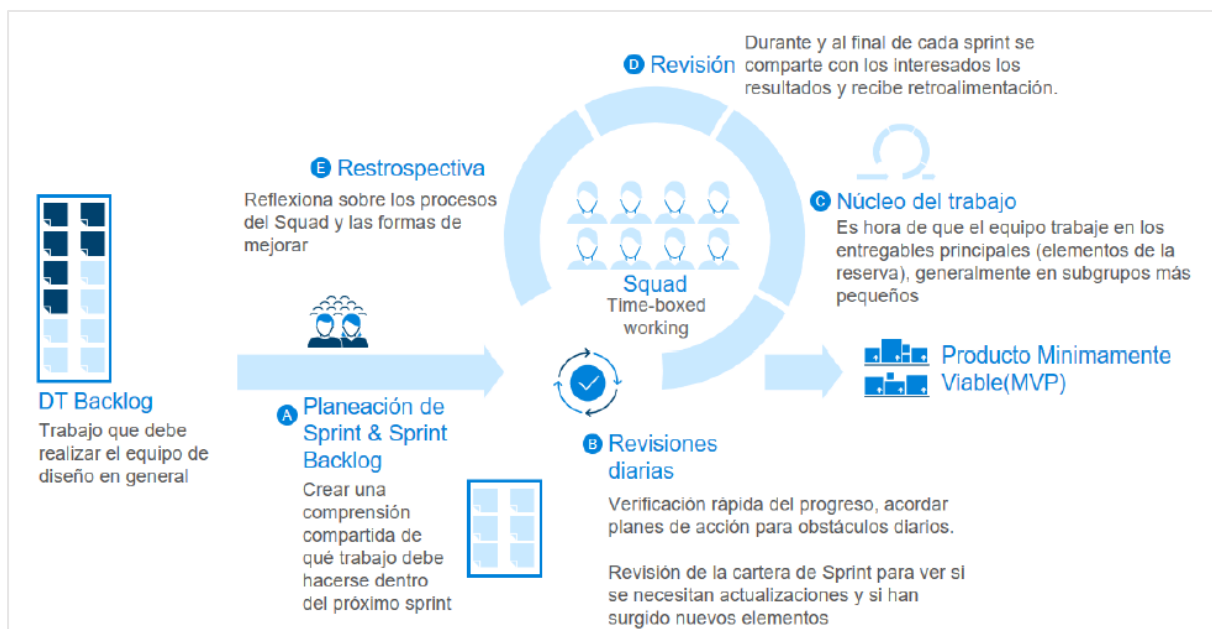 DT Backlog
Trabajo que debe
realizar el equipo de
diseño en general
A
Planeación de
Sprint & Sprint
Backlog
Crear una
comprensión
compartida de
qué trabajo debe
hacerse dentro
del próximo sprint
B
Revisiones
diarias
Verificación rápida del progreso, acordar
planes de acción para obstáculos diarios.
Revisión de la cartera de Sprint para ver si
se necesitan actualizaciones y si han
surgido nuevos elementos
C
Núcleo del trabajo
Es hora de que el equipo trabaje en los
entregables principales (elementos de la
reserva), generalmente en subgrupos más
pequeños
D
Revisión
Durante y al final de cada sprint se
comparte con los interesados los
resultados y recibe retroalimentación.
E
Restrospectiva
Reflexiona sobre los procesos
del Squad y las formas de
mejorar
Squad
Time-boxed
working
Producto Minimamente
Viable(MVP)